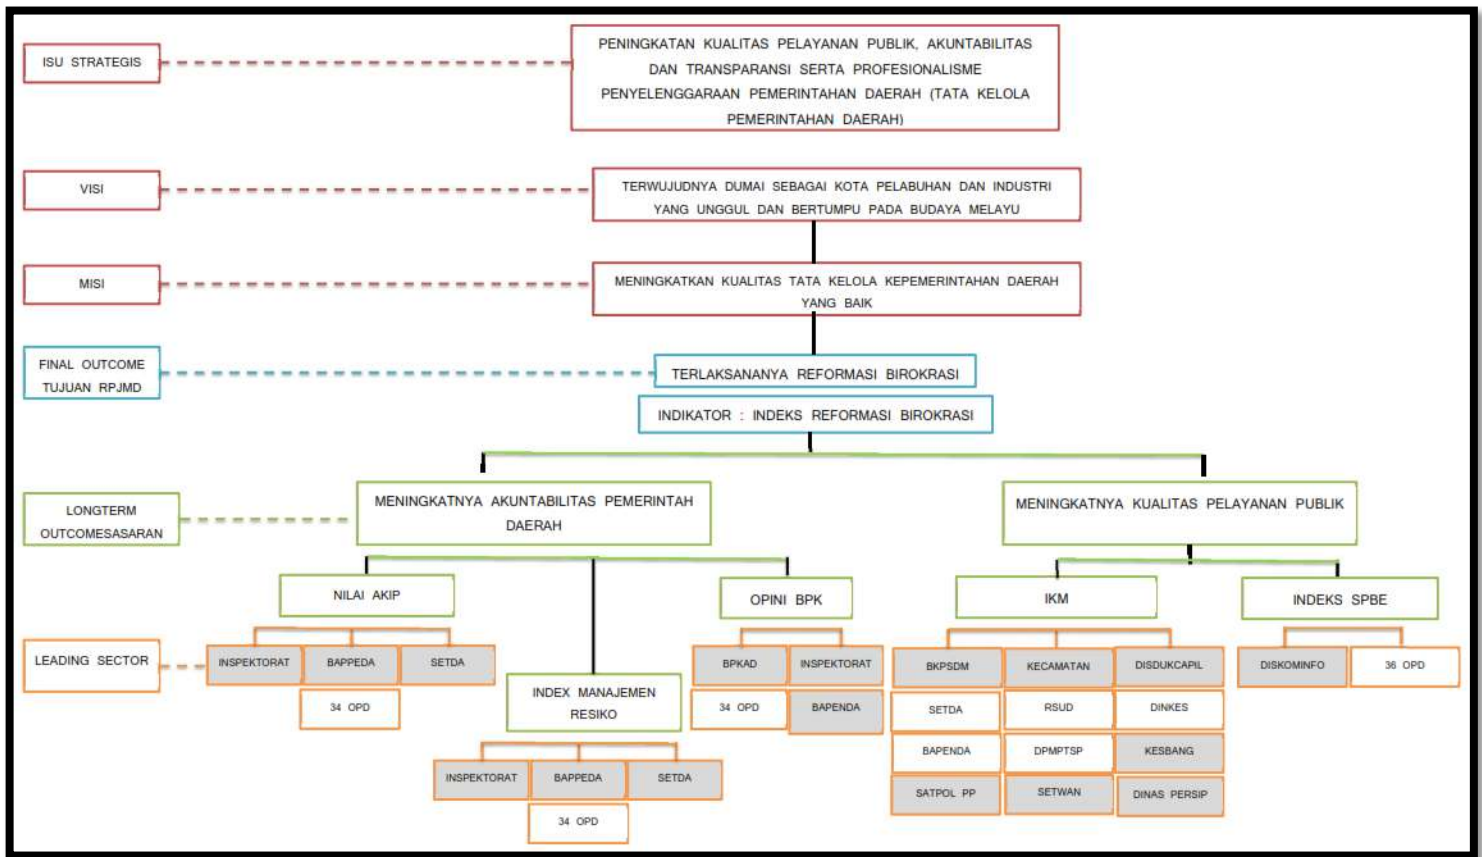 ISU STRATEGIS
PENINGKATAN KUALITAS PELAYANAN PUBLIK, AKUNTABILITAS
DAN TRANSPARANSI SERTA PROFESIONALISME
PENYELENGGARAAN PEMERINTAHAN DAERAH (TATA KELOLA
PEMERINTAHAN DAERAH)
VISI
TERWUJUDNYA DUMAI SEBAGAI KOTA PELABUHAN DAN INDUSTRI
YANG UNGGUL DAN BERTUMPU PADA BUDAYA MELAYU
MISI
MENINGKATKAN KUALITAS TATA KELOLA KEPEMERINTAHAN DAERAH
YANG BAIK
FINAL OUTCOME
TUJUAN RPJMD
TERLAKSANANYA REFORMASI BIROKRASI
INDIKATOR : INDEKS REFORMASI BIROKRASI
LONGTERM
OUTCOMESASARAN
MENINGKATNYA AKUNTABILITAS PEMERINTAH
DAERAH
MENINGKATNYA KUALITAS PELAYANAN PUBLIK
NILAI AKIP
OPINI BPK
IKM
INDEKS SPBE
LEADING SECTOR
INSPEKTORAT
BAPPEDA
SETDA
34 OPD
INDEX MANAJEMEN
RESIKO
INSPEKTORAT
BAPPEDA
SETDA
34 OPD
BPKAD
INSPEKTORAT
34 OPD
BAPENDA
BKPSDM
KECAMATAN
DISDUKCAPIL
SETDA
RSUD
DINKES
BAPENDA
DPMPTSP
KESBANG
SATPOL PP
SETWAN
DINAS PERSIP
DISKOMINFO
36 OPD